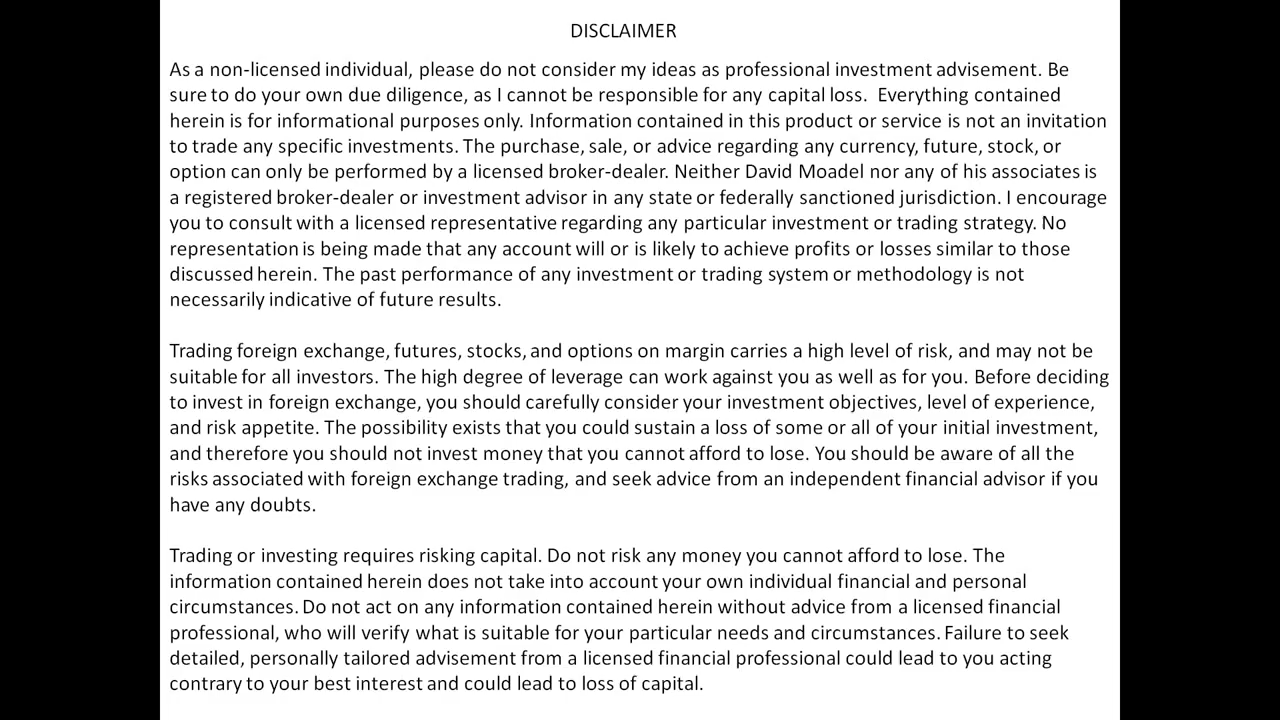 DISCLAIMER
As a non-licensed individual, please do not consider my ideas as professional investment advisement. Be
sure to do your own due diligence, as I cannot be responsible for any capital loss.  Everything contained
herein is for informational purposes only. Information contained in this product or service is not an invitation
to trade any specific investments. The purchase, sale, or advice regarding any currency, future, stock, or
option can only be performed by a licensed broker-dealer. Neither David Moadel nor any of his associates is
a registered broker-dealer or investment advisor in any state or federally sanctioned jurisdiction. I encourage
you to consult with a licensed representative regarding any particular investment or trading strategy. No
representation is being made that any account will or is likely to achieve profits or losses similar to those
discussed herein. The past performance of any investment or trading system or methodology is not
necessarily indicative of future results.
Trading foreign exchange, futures, stocks, and options on margin carries a high level of risk, and may not be
suitable for all investors. The high degree of leverage can work against you as well as for you. Before deciding
to invest in foreign exchange, you should carefully consider your investment objectives, level of experience,
and risk appetite. The possibility exists that you could sustain a loss of some or all of your initial investment,
and therefore you should not invest money that you cannot afford to lose. You should be aware of all the
risks associated with foreign exchange trading, and seek advice from an independent financial advisor if you
have any doubts.
Trading or investing requires risking capital. Do not risk any money you cannot afford to lose. The
information contained herein does not take into account your own individual financial and personal
circumstances. Do not act on any information contained herein without advice from a licensed financial
professional, who will verify what is suitable for your particular needs and circumstances. Failure to seek
detailed, personally tailored advisement from a licensed financial professional could lead to you acting
contrary to your best interest and could lead to loss of capital.